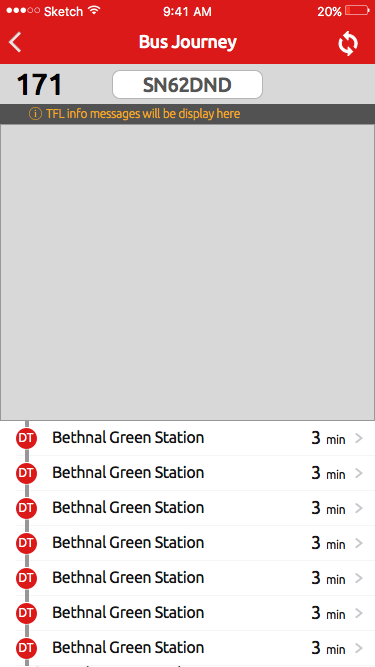 Sketch 9:41 AM 20%
Bus Journey
171 SN62DND
TFL info messages will be display here
DT Bethnal Green Station 3 min
DT Bethnal Green Station 3 min
DT Bethnal Green Station 3 min
DT Bethnal Green Station 3 min
DT Bethnal Green Station 3 min
DT Bethnal Green Station 3 min
DT Bethnal Green Station 3 min